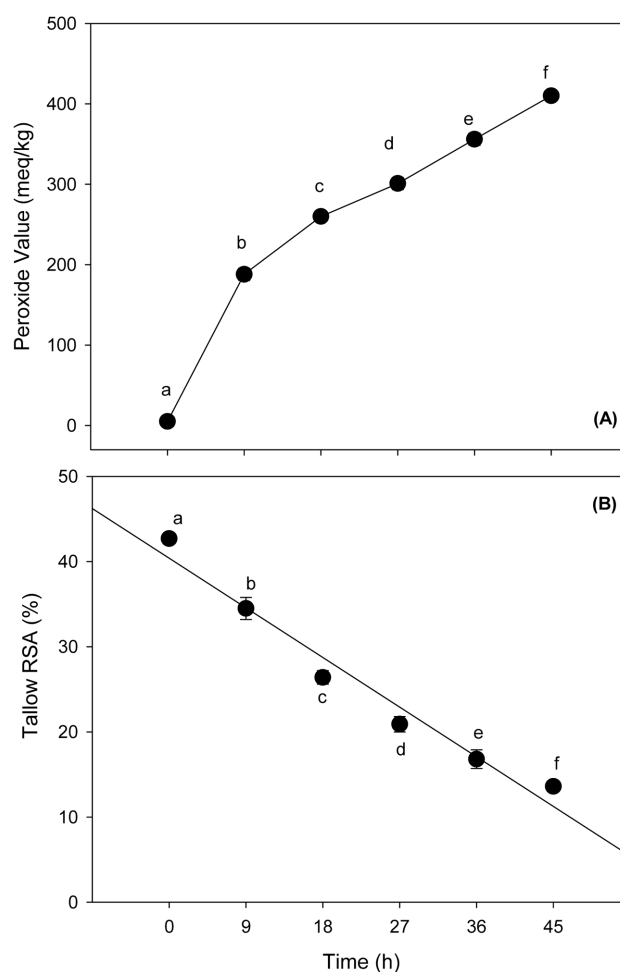 500
400
300
200
100
0
Peroxide Value (meq/kg)
a
b
c
d
e
f
(A)
50
40
30
20
10
0
Tallow RSA (%)
a
b
c
d
e
f
(B)
0 9 18 27 36 45
Time (h)